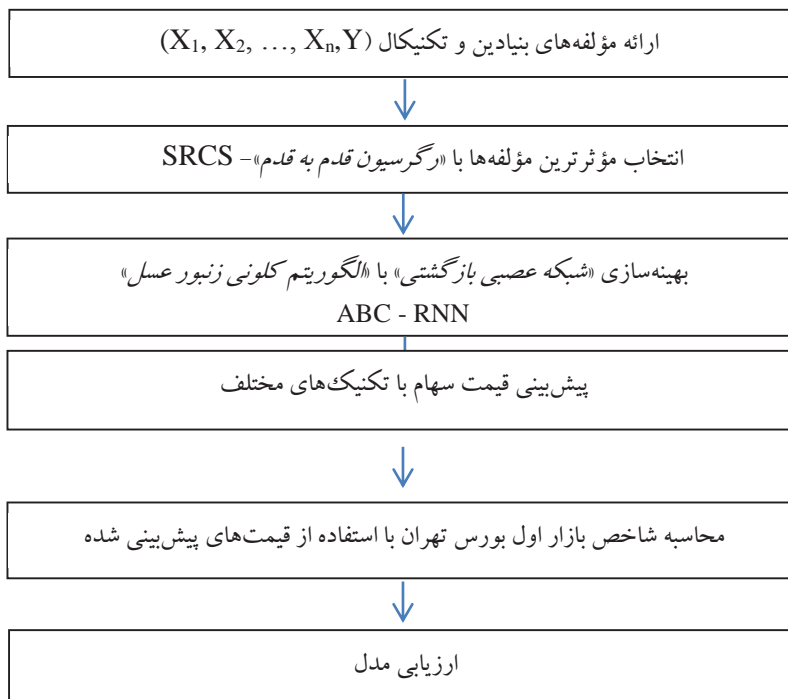 ارائه مؤلفه‌های بنیادین و تکنیکال (X₁, X₂, …, Xₙ,Y)
انتخاب مؤثرترین مؤلفه‌ها با «رگرسیون قدم به قدم»- SRCS
بهینه‌سازی «شبکه عصبی بازگشتی» با «الگوریتم کلونی زنبور عسل»
ABC - RNN
پیش‌بینی قیمت سهام با تکنیک‌های مختلف
محاسبه شاخص بازار اول بورس تهران با استفاده از قیمت‌های پیش‌بینی شده
ارزیابی مدل